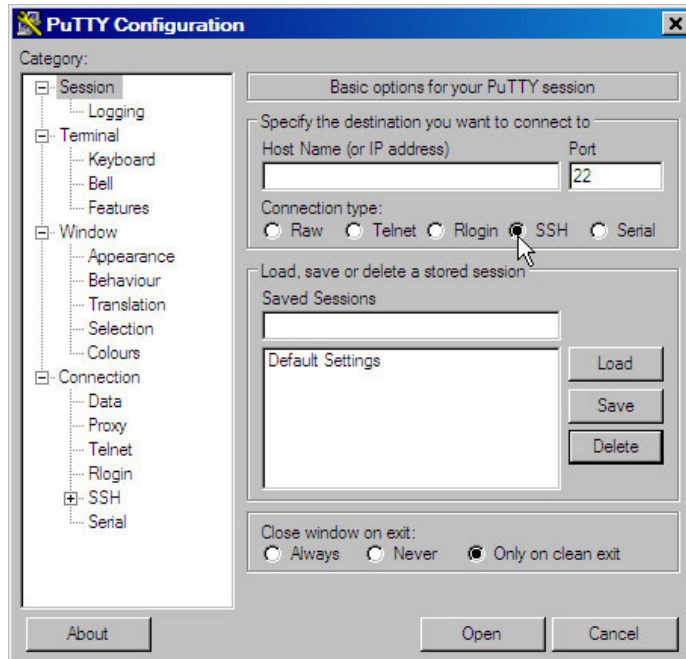 PuTTY Configuration
Category:
Session
Logging
Terminal
Keyboard
Bell
Features
Window
Appearance
Behaviour
Translation
Selection
Colours
Connection
Data
Proxy
Telnet
Rlogin
SSH
Serial
Basic options for your PuTTY session
Specify the destination you want to connect to
Host Name (or IP address) Port
22
Connection type:
Raw Telnet Rlogin SSH Serial
Load, save or delete a stored session
Saved Sessions
Default Settings
Load
Save
Delete
Close window on exit:
Always Never Only on clean exit
About Open Cancel